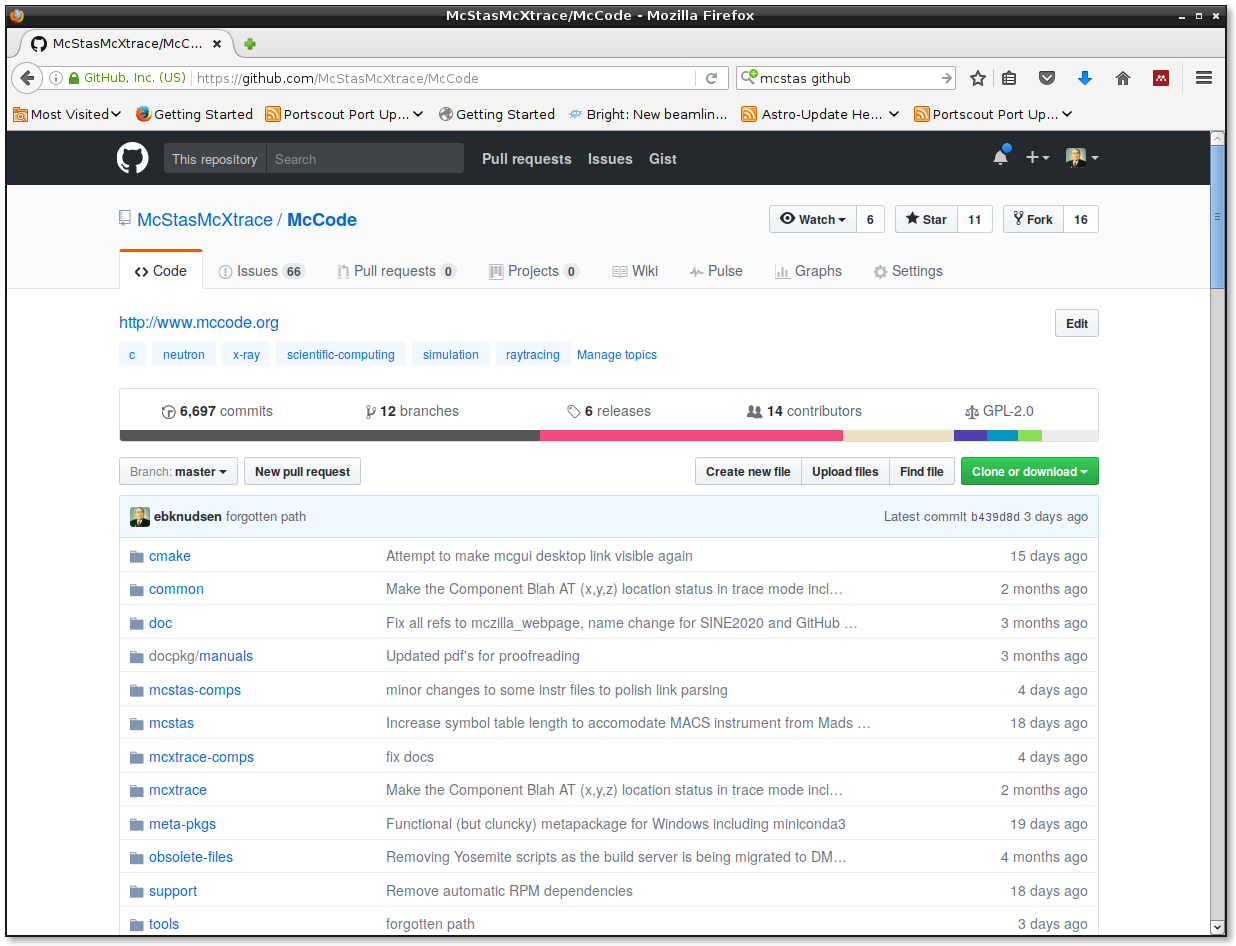 McStasMcXtrace/McCode - Mozilla Firefox
McStasMcXtrace/McC...
GitHub, Inc. (US) https://github.com/McStasMcXtrace/McCode mcstas github
Most Visited Getting Started Portscout Port Up... Getting Started Bright: New beamlin... Astro-Update He... Portscout Port Up...
This repository Search Pull requests Issues Gist
McStasMcXtrace / McCode Watch 6 Star 11 Fork 16
Code Issues 66 Pull requests 0 Projects 0 Wiki Pulse Graphs Settings
http://www.mccode.org Edit
c neutron x-ray scientific-computing simulation raytracing Manage topics
6,697 commits 12 branches 6 releases 14 contributors GPL-2.0
Branch: master New pull request Create new file Upload files Find file Clone or download
ebknudsen forgotten path Latest commit b439d8d 3 days ago
cmake Attempt to make mcgui desktop link visible again 15 days ago
common Make the Component Blah AT (x,y,z) location status in trace mode incl… 2 months ago
doc Fix all refs to mczilla_webpage, name change for SINE2020 and GitHub … 3 months ago
docpkg/manuals Updated pdf's for proofreading 3 months ago
mcstas-comps minor changes to some instr files to polish link parsing 4 days ago
mcstas Increase symbol table length to accomodate MACS instrument from Mads … 18 days ago
mcxtrace-comps fix docs 4 days ago
mcxtrace Make the Component Blah AT (x,y,z) location status in trace mode incl… 2 months ago
meta-pkgs Functional (but cluncky) metapackage for Windows including miniconda3 19 days ago
obsolete-files Removing Yosemite scripts as the build server is being migrated to DM… 4 months ago
support Remove automatic RPM dependencies 18 days ago
tools forgotten path 3 days ago